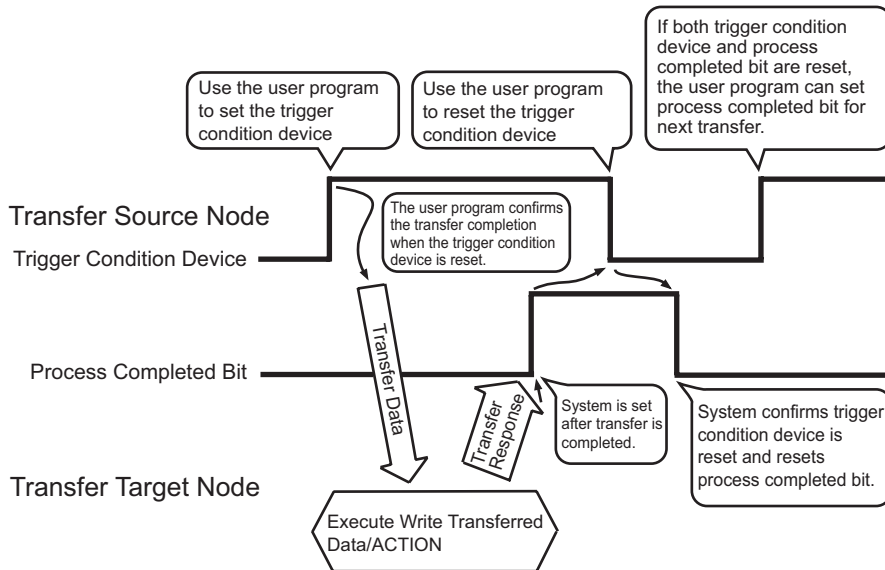 If both trigger condition
device and process
completed bit are reset,
the user program can set
process completed bit for
next transfer.
Use the user program
to set the trigger
condition device
Use the user program
to reset the trigger
condition device
Transfer Source Node
The user program confirms
the transfer completion
when the trigger condition
device is reset.
Trigger Condition Device
Transfer Data
Process Completed Bit
Transfer
Response
System is set
after transfer is
completed.
System confirms trigger
condition device is
reset and resets
process completed bit.
Transfer Target Node
Execute Write Transferred
Data/ACTION